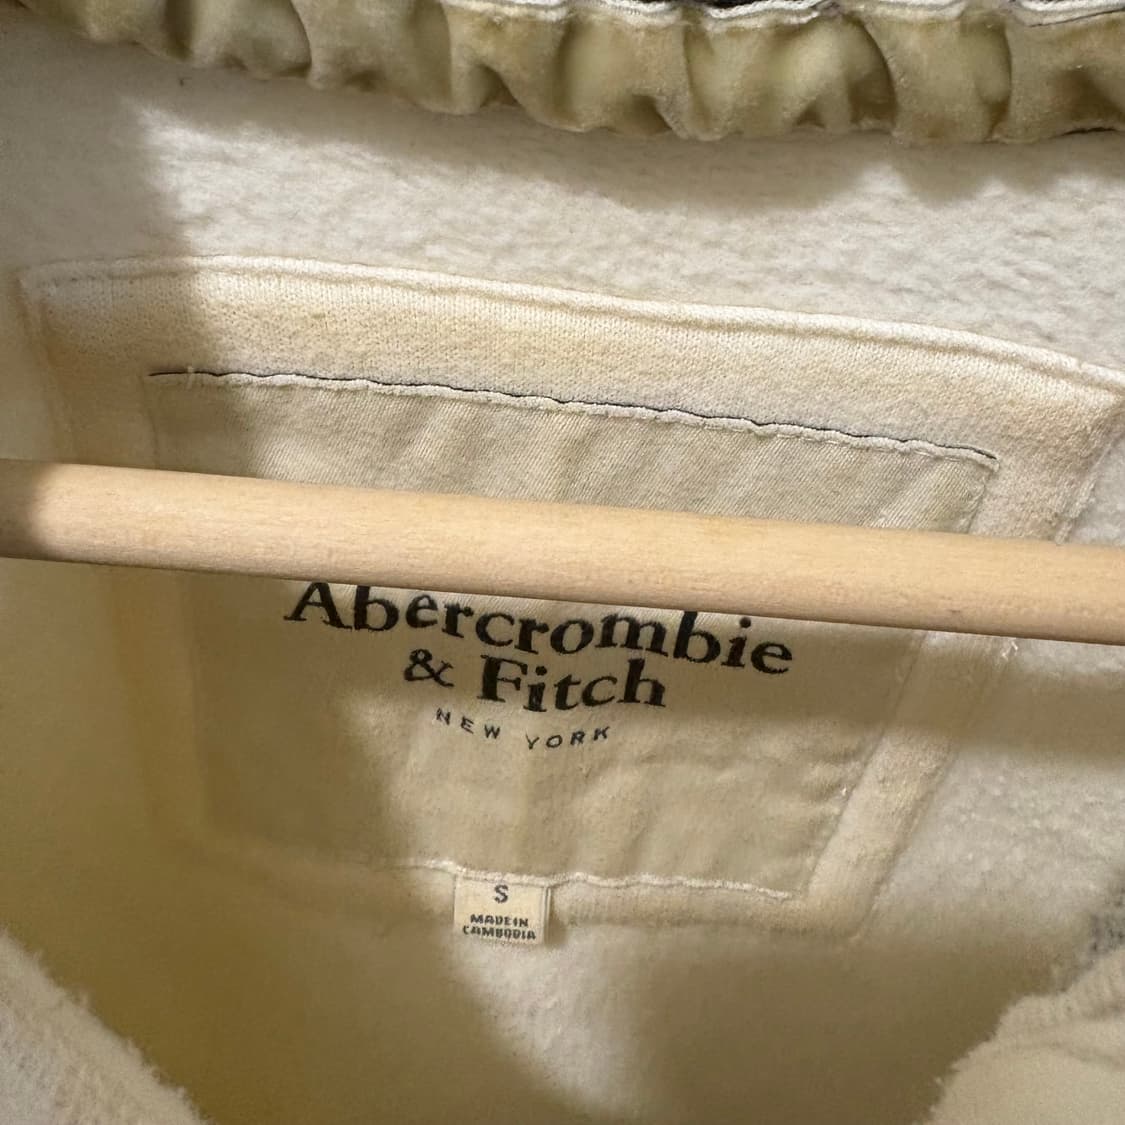 Abercrombie
& Fitch
NEW YORK
S
MADE IN
CAMBODIA